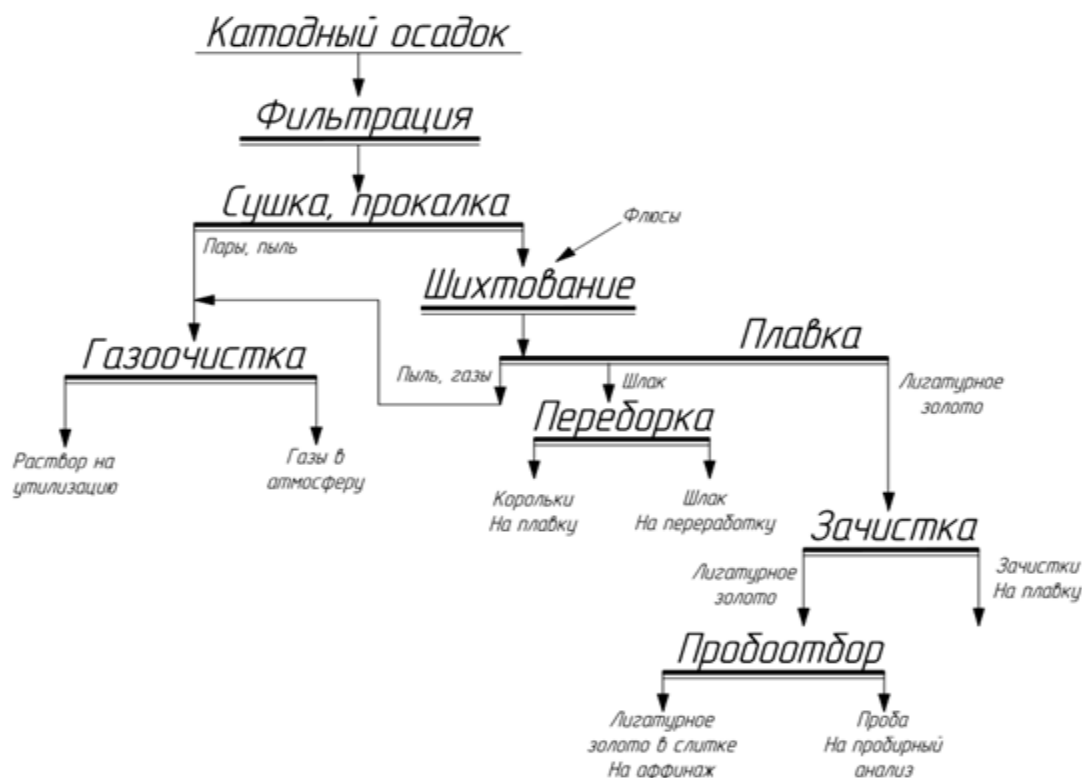 Катодный осадок
Фильтрация
Сушка, прокалка
Флюсы
Пары, пыль
Шихтование
Плавка
Газоочистка
Пыль, газы
Шлак
Лигатурное
золото
Переборка
Раствор на
утилизацию
Газы в
атмосферу
Корольки
На плавку
Шлак
На переработку
Зачистка
Лигатурное
золото
Зачистки
На плавку
Пробоотбор
Лигатурное
золото в слитке
На аффинаж
Проба
На пробирный
анализ